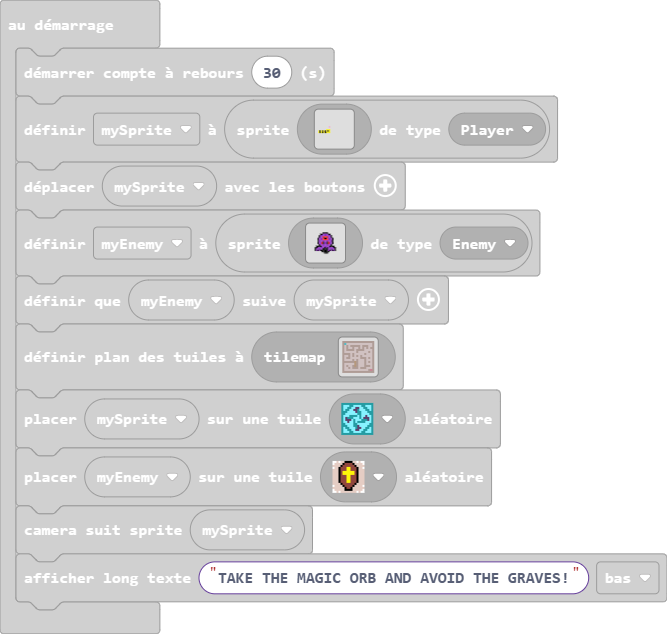 au démarrage
démarrer compte à rebours 30 (s)
définir mySprite à sprite de type Player
déplacer mySprite avec les boutons
définir myEnemy à sprite de type Enemy
définir que myEnemy suive mySprite
définir plan des tuiles à tilemap
placer mySprite sur une tuile aléatoire
placer myEnemy sur une tuile aléatoire
camera suit sprite mySprite
afficher long texte "TAKE THE MAGIC ORB AND AVOID THE GRAVES!" bas